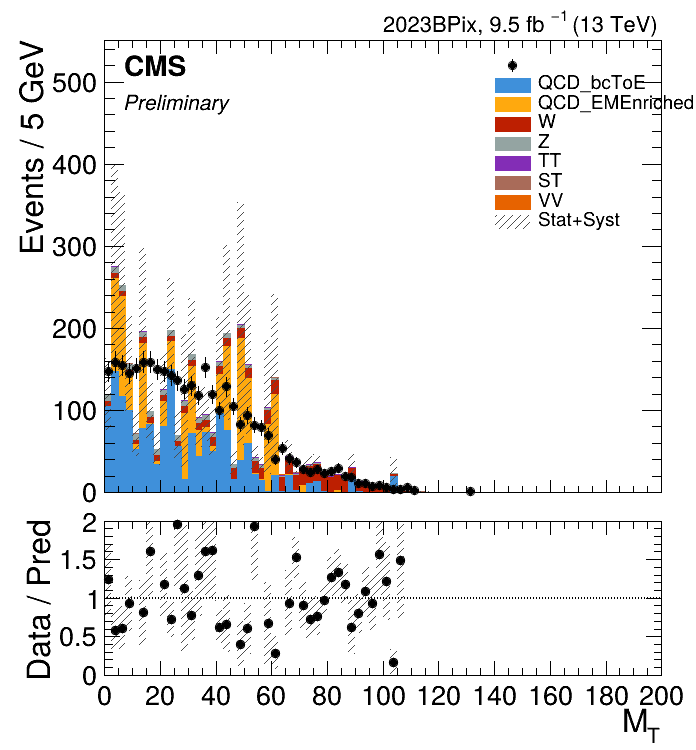 2023BPix, 9.5 fb⁻¹ (13 TeV)
CMS
Preliminary
QCD_bcToE
QCD_EMEnriched
W
Z
TT
ST
VV
Stat+Syst
Events / 5 GeV
500
400
300
200
100
0
Data / Pred
2
1.5
1
0.5
0
0 20 40 60 80 100 120 140 160 180 200
M_T